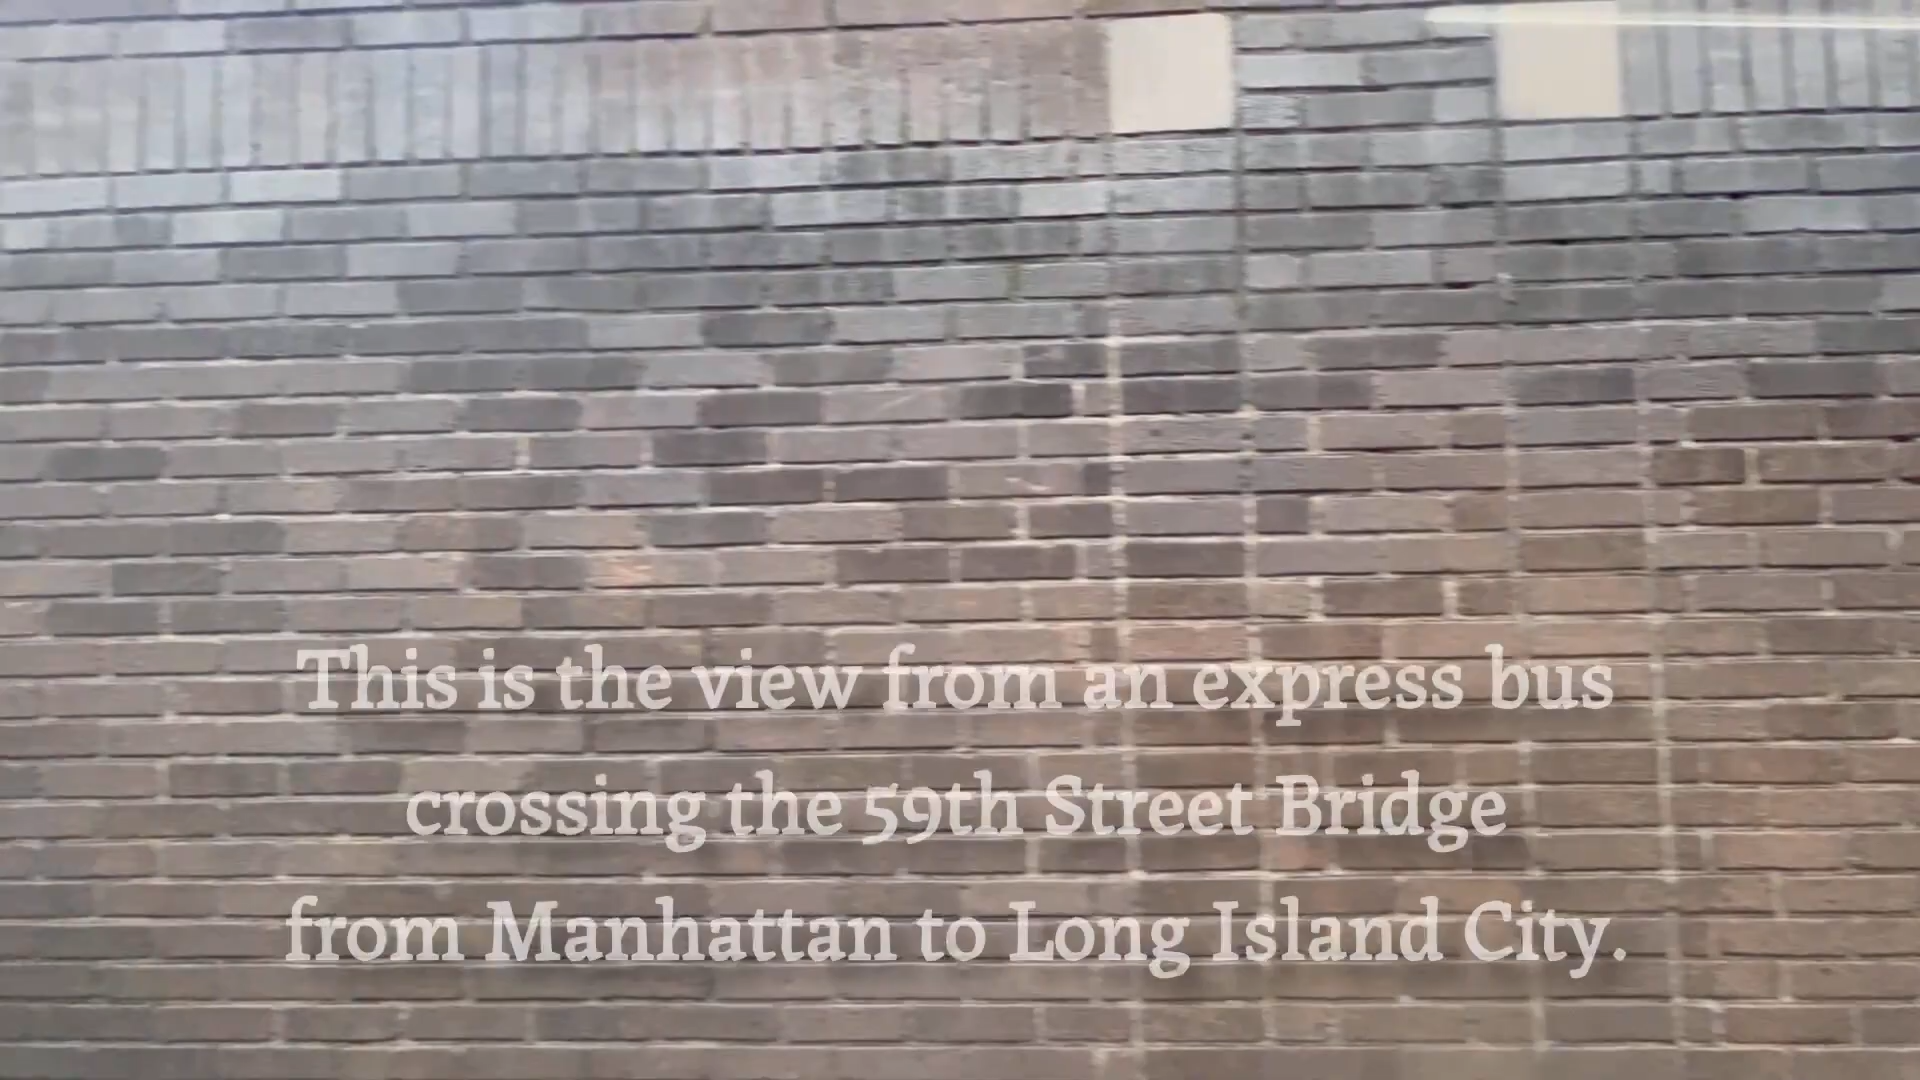 This is the view from an express bus
crossing the 59th Street Bridge
from Manhattan to Long Island City.